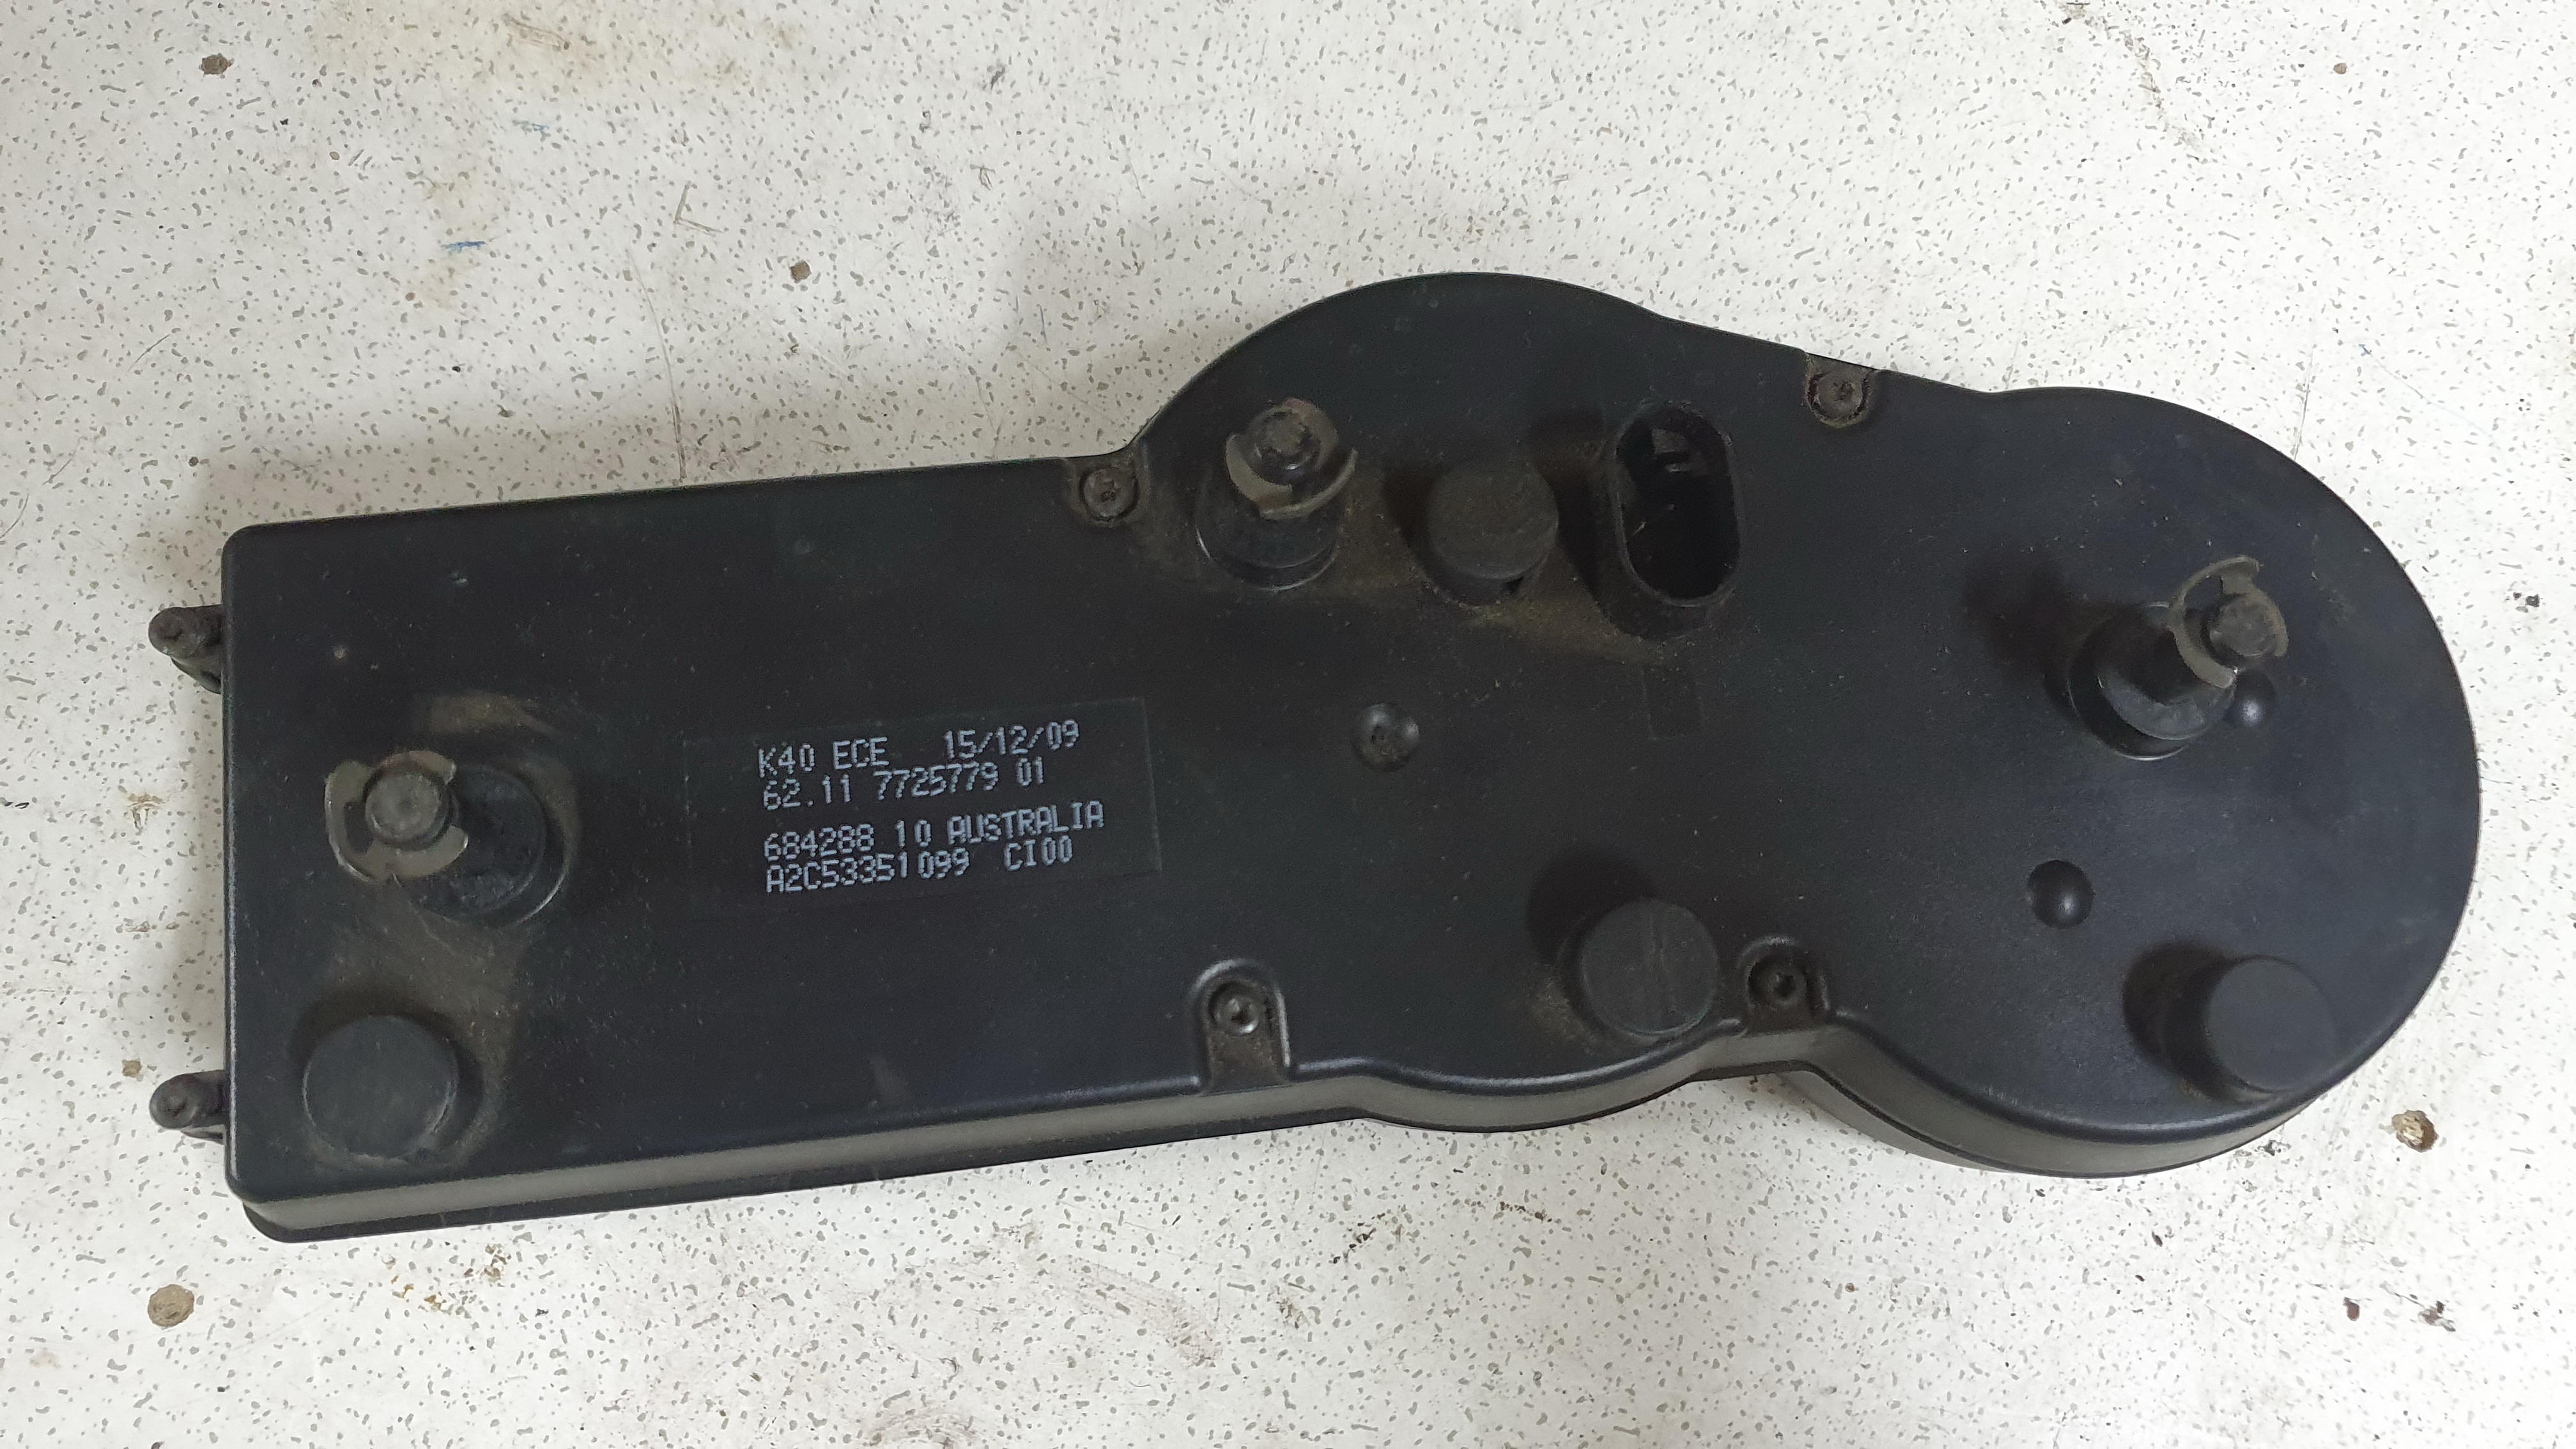 K40 ECE 15/12/09
62.11 7725779 01
684288 10 AUSTRALIA
A2C53351099 CI00